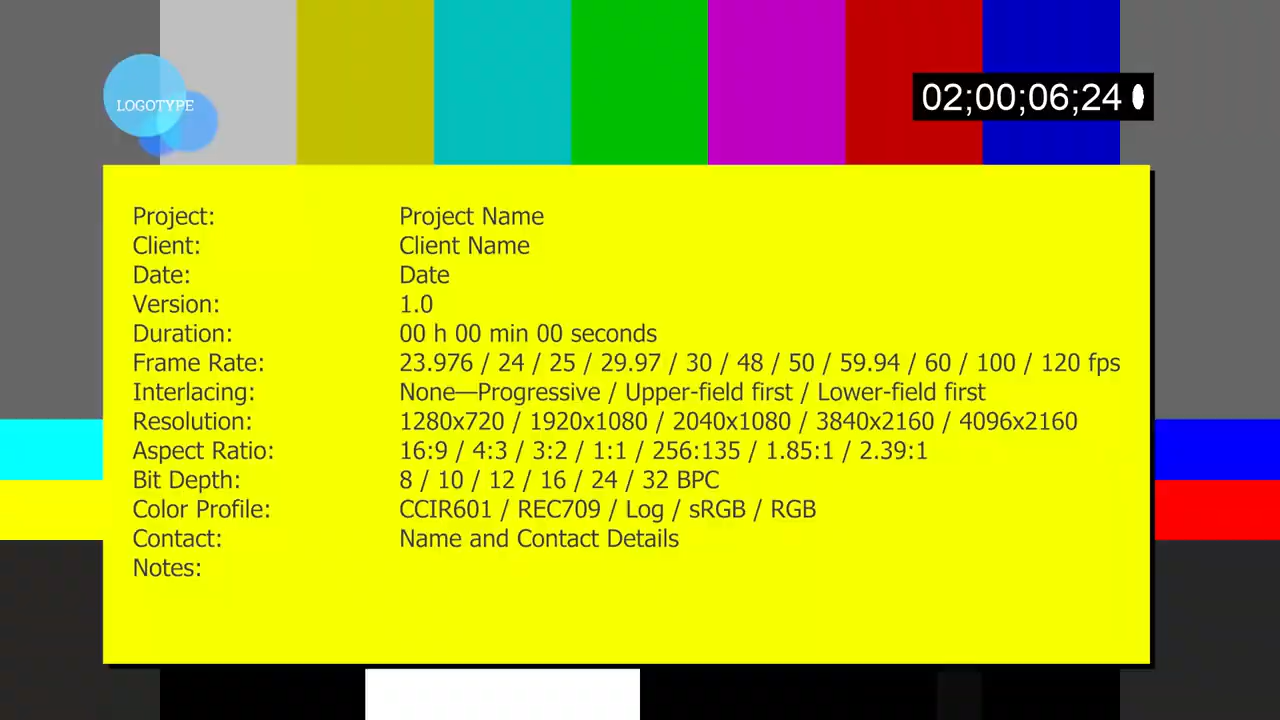 LOGOTYPE
02;00;06;24
Project: Project Name
Client: Client Name
Date: Date
Version: 1.0
Duration: 00 h 00 min 00 seconds
Frame Rate: 23.976 / 24 / 25 / 29.97 / 30 / 48 / 50 / 59.94 / 60 / 100 / 120 fps
Interlacing: None—Progressive / Upper-field first / Lower-field first
Resolution: 1280x720 / 1920x1080 / 2040x1080 / 3840x2160 / 4096x2160
Aspect Ratio: 16:9 / 4:3 / 3:2 / 1:1 / 256:135 / 1.85:1 / 2.39:1
Bit Depth: 8 / 10 / 12 / 16 / 24 / 32 BPC
Color Profile: CCIR601 / REC709 / Log / sRGB / RGB
Contact: Name and Contact Details
Notes: